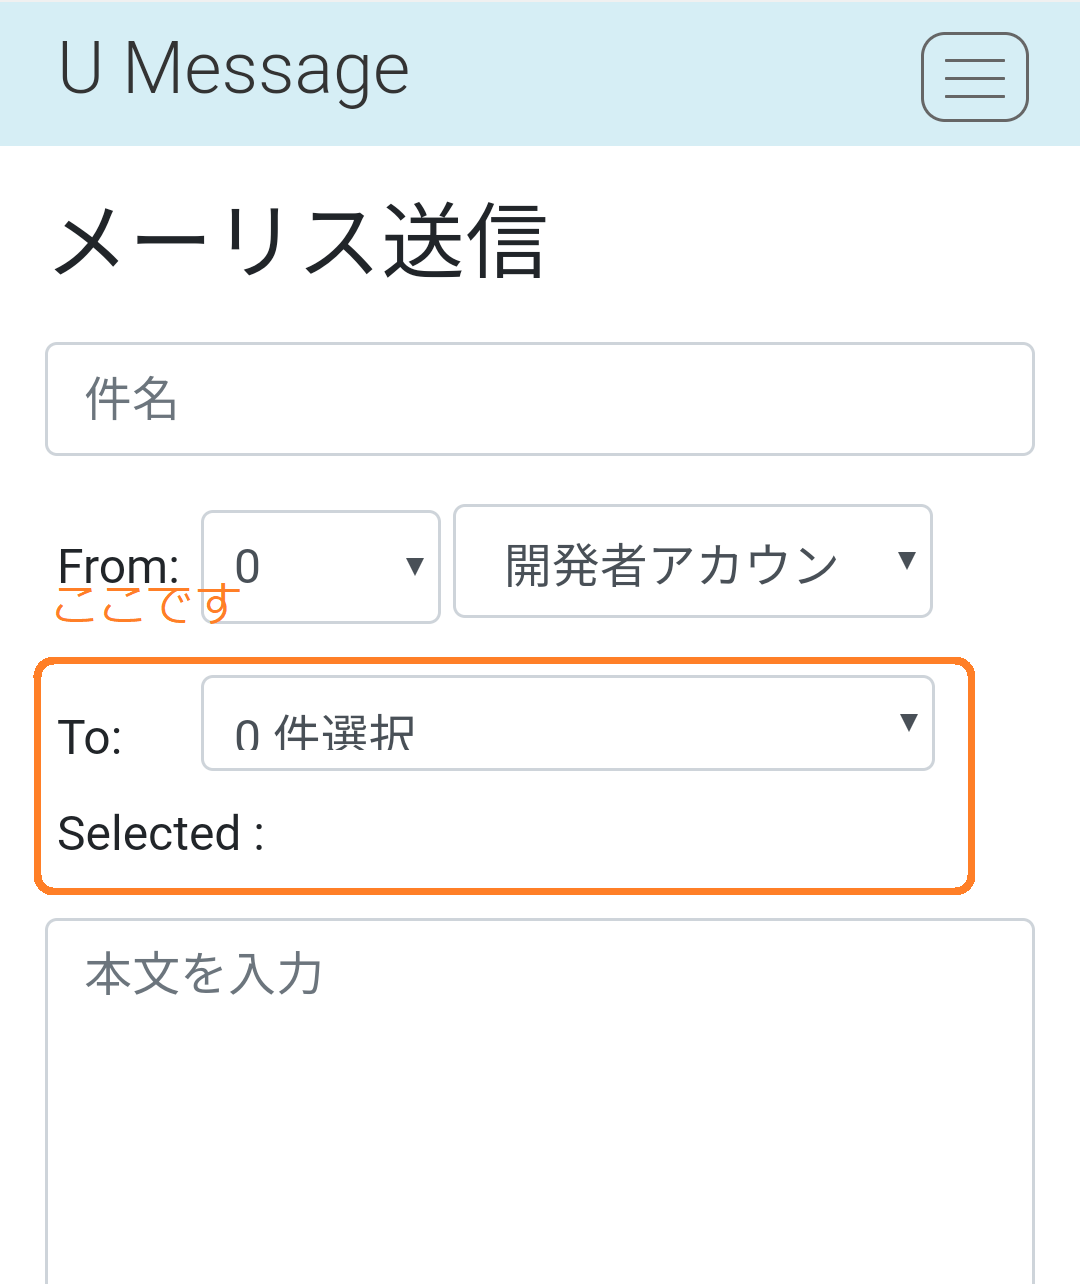 U Message
メーリス送信
件名
From: 0 開発者アカウン
ここです
To: 0 件選択
Selected :
本文を入力